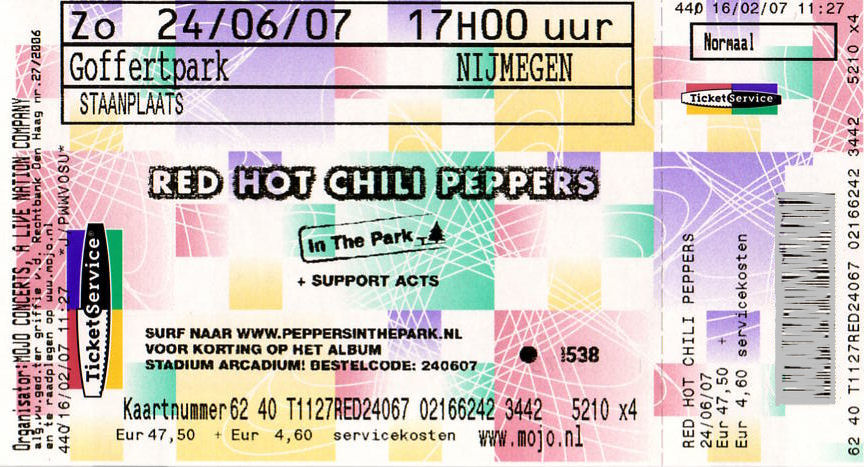 Zo 24/06/07 17H00 uur
Goffertpark NIJMEGEN
STAANPLAATS
RED HOT CHILI PEPPERS
In The Park
+ SUPPORT ACTS
SURF NAAR WWW.PEPPERSINTHEPARK.NL
VOOR KORTING OP HET ALBUM
STADIUM ARCADIUM! BESTELCODE: 240607
538
Kaartnummer 62 40 T1127RED24067 02166242 3442 5210 x4
Eur 47,50 + Eur 4,60 servicekosten www.mojo.nl
Organisator:MOJO CONCERTS, A LIVE NATION COMPANY
alg.vw.ged.ter griffie v.d. Rechtbank Den Haag nr.27/2006
en te raadplegen op www.mojo.nl
440 16/02/07 11:27 *J/PWWVOSU*
TicketService
440 16/02/07 11:27
Normaal
TicketService
RED HOT CHILI PEPPERS
24/06/07
Eur 47,50 +
Eur 4,60 servicekosten
62 40 T1127RED24067 02166242 3442 5210 x4